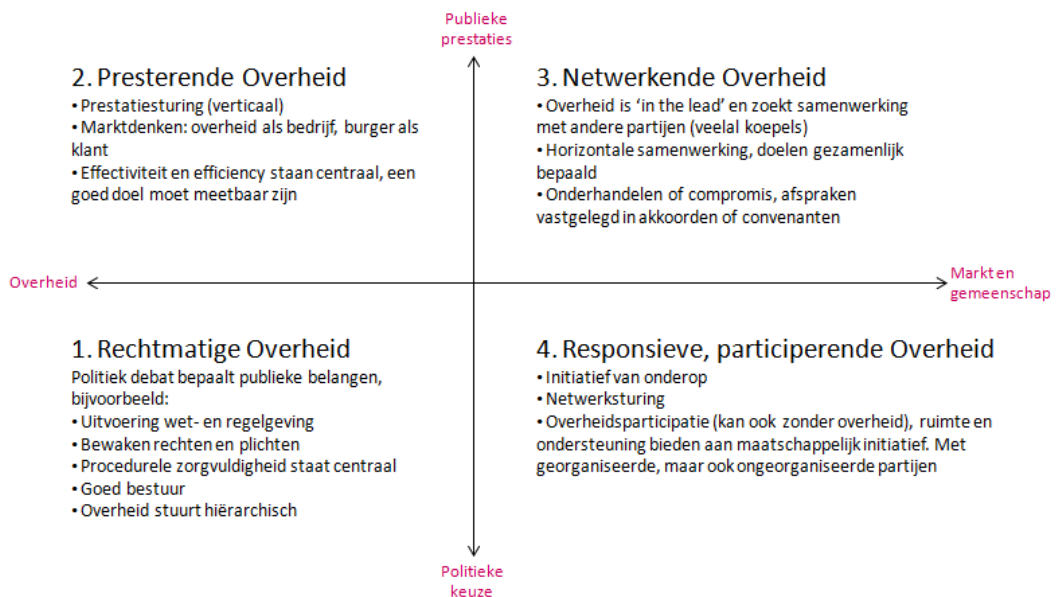 Publieke
prestaties
2. Presterende Overheid
• Prestatiesturing (verticaal)
• Marktdenken: overheid als bedrijf, burger als
klant
• Effectiviteit en efficiency staan centraal, een
goed doel moet meetbaar zijn
3. Netwerkende Overheid
• Overheid is ‘in the lead’ en zoekt samenwerking
met andere partijen (veelal koepels)
• Horizontale samenwerking, doelen gezamenlijk
bepaald
• Onderhandelen of compromis, afspraken
vastgelegd in akkoorden of convenanten
Overheid
Markt en
gemeenschap
1. Rechtmatige Overheid
Politiek debat bepaalt publieke belangen,
bijvoorbeeld:
• Uitvoering wet- en regelgeving
• Bewaken rechten en plichten
• Procedurele zorgvuldigheid staat centraal
• Goed bestuur
• Overheid stuurt hiërarchisch
4. Responsieve, participerende Overheid
• Initiatief van onderop
• Netwerksturing
• Overheidsparticipatie (kan ook zonder overheid), ruimte en
ondersteuning bieden aan maatschappelijk initiatief. Met
georganiseerde, maar ook ongeorganiseerde partijen
Politieke
keuze